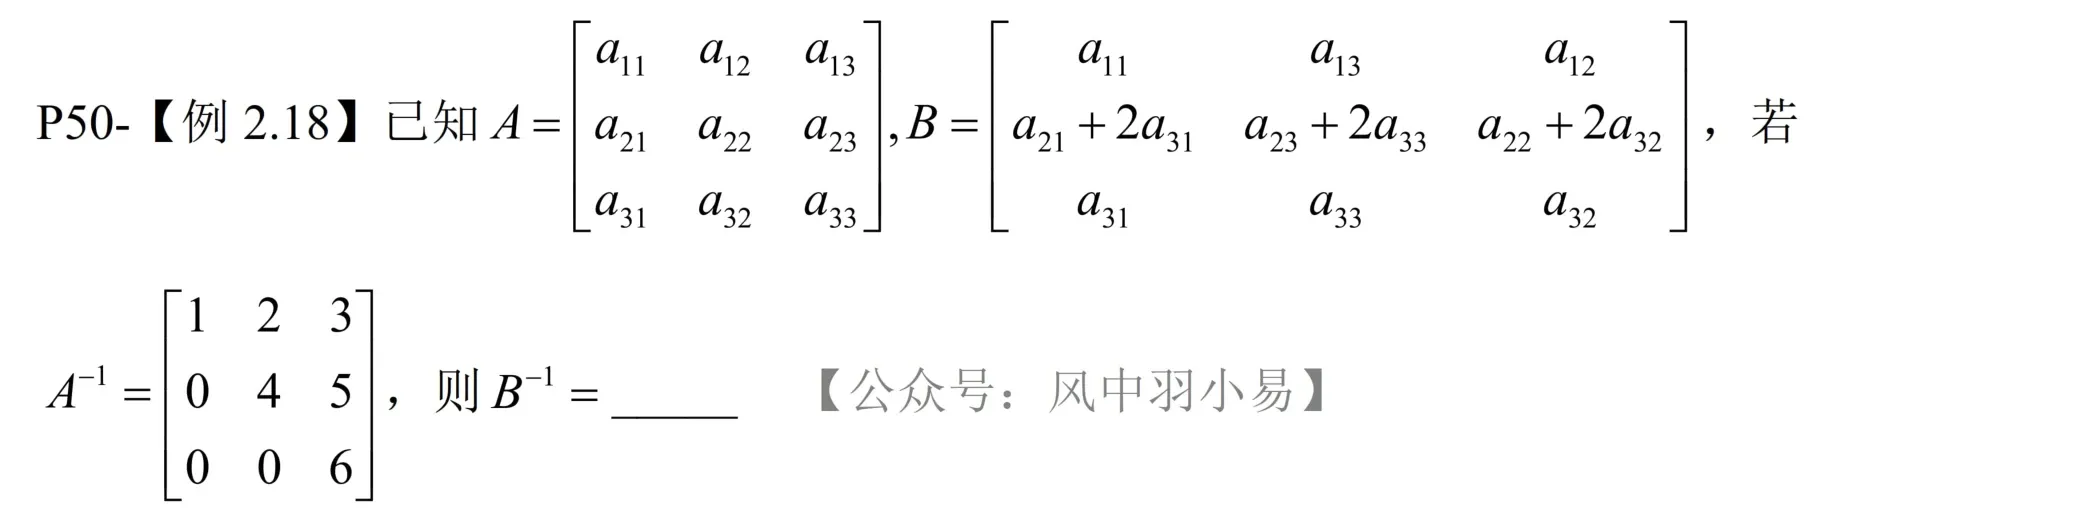 P50-【例 2.18】已知 $A=\begin{bmatrix} a_{11} & a_{12} & a_{13} \\ a_{21} & a_{22} & a_{23} \\ a_{31} & a_{32} & a_{33} \end{bmatrix}, B=\begin{bmatrix} a_{11} & a_{13} & a_{12} \\ a_{21}+2a_{31} & a_{23}+2a_{33} & a_{22}+2a_{32} \\ a_{31} & a_{33} & a_{32} \end{bmatrix}$，若
$A^{-1}=\begin{bmatrix} 1 & 2 & 3 \\ 0 & 4 & 5 \\ 0 & 0 & 6 \end{bmatrix}$，则 $B^{-1}=$_____ 【公众号：风中羽小易】